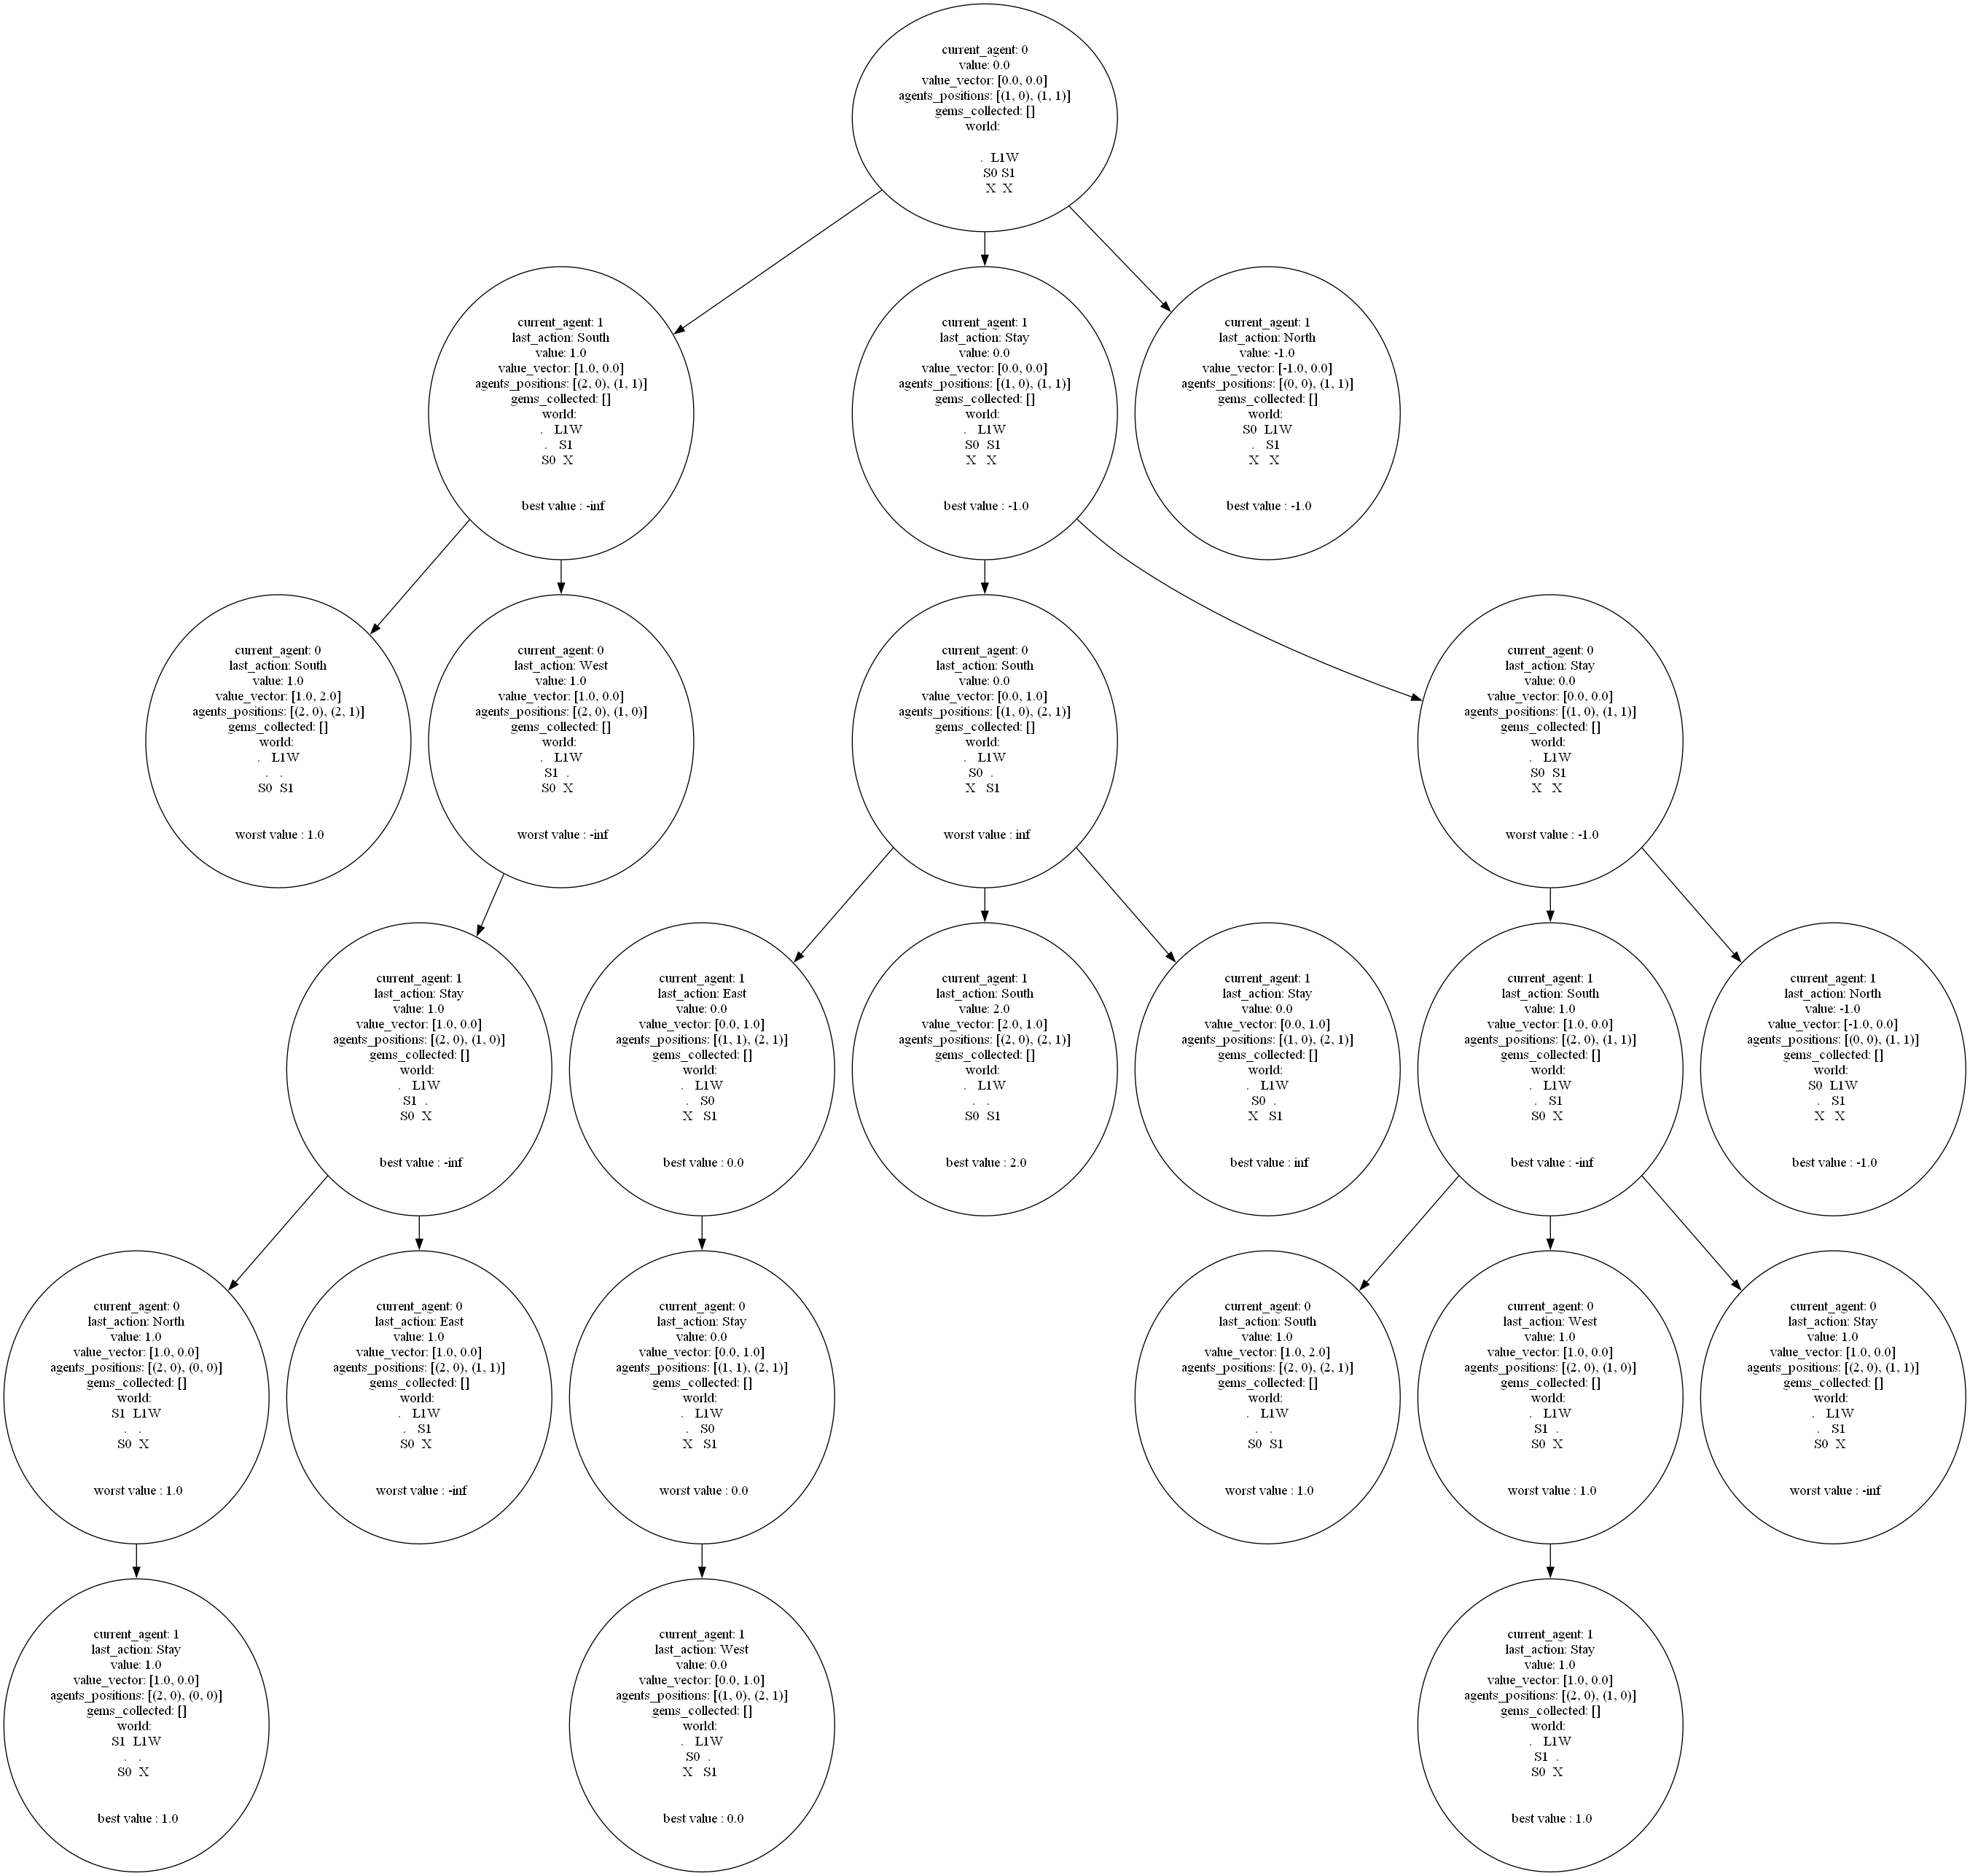 current_agent: 0
value: 0.0
value_vector: [0.0, 0.0]
agents_positions: [(1, 0), (1, 1)]
gems_collected: []
world:
. L1W
S0 S1
X X
current_agent: 1
last_action: South
value: 1.0
value_vector: [1.0, 0.0]
agents_positions: [(2, 0), (1, 1)]
gems_collected: []
world:
. L1W
. S1
S0 X
best value : -inf
current_agent: 1
last_action: Stay
value: 0.0
value_vector: [0.0, 0.0]
agents_positions: [(1, 0), (1, 1)]
gems_collected: []
world:
. L1W
S0 S1
X X
best value : -1.0
current_agent: 1
last_action: North
value: -1.0
value_vector: [-1.0, 0.0]
agents_positions: [(0, 0), (1, 1)]
gems_collected: []
world:
S0 L1W
. S1
X X
best value : -1.0
current_agent: 0
last_action: South
value: 1.0
value_vector: [1.0, 2.0]
agents_positions: [(2, 0), (2, 1)]
gems_collected: []
world:
. L1W
. .
S0 S1
worst value : 1.0
current_agent: 0
last_action: West
value: 1.0
value_vector: [1.0, 0.0]
agents_positions: [(2, 0), (1, 0)]
gems_collected: []
world:
. L1W
S1 .
S0 X
worst value : -inf
current_agent: 0
last_action: South
value: 0.0
value_vector: [0.0, 1.0]
agents_positions: [(1, 0), (2, 1)]
gems_collected: []
world:
. L1W
S0 .
X S1
worst value : inf
current_agent: 0
last_action: Stay
value: 0.0
value_vector: [0.0, 0.0]
agents_positions: [(1, 0), (1, 1)]
gems_collected: []
world:
. L1W
S0 S1
X X
worst value : -1.0
current_agent: 1
last_action: Stay
value: 1.0
value_vector: [1.0, 0.0]
agents_positions: [(2, 0), (1, 0)]
gems_collected: []
world:
. L1W
S1 .
S0 X
best value : -inf
current_agent: 1
last_action: East
value: 0.0
value_vector: [0.0, 1.0]
agents_positions: [(1, 1), (2, 1)]
gems_collected: []
world:
. L1W
. S0
X S1
best value : 0.0
current_agent: 1
last_action: South
value: 2.0
value_vector: [2.0, 1.0]
agents_positions: [(2, 0), (2, 1)]
gems_collected: []
world:
. L1W
. .
S0 S1
best value : 2.0
current_agent: 1
last_action: Stay
value: 0.0
value_vector: [0.0, 1.0]
agents_positions: [(1, 0), (2, 1)]
gems_collected: []
world:
. L1W
S0 .
X S1
best value : inf
current_agent: 1
last_action: South
value: 1.0
value_vector: [1.0, 0.0]
agents_positions: [(2, 0), (1, 1)]
gems_collected: []
world:
. L1W
. S1
S0 X
best value : -inf
current_agent: 1
last_action: North
value: -1.0
value_vector: [-1.0, 0.0]
agents_positions: [(0, 0), (1, 1)]
gems_collected: []
world:
S0 L1W
. S1
X X
best value : -1.0
current_agent: 0
last_action: North
value: 1.0
value_vector: [1.0, 0.0]
agents_positions: [(2, 0), (0, 0)]
gems_collected: []
world:
S1 L1W
. .
S0 X
worst value : 1.0
current_agent: 0
last_action: East
value: 1.0
value_vector: [1.0, 0.0]
agents_positions: [(2, 0), (1, 1)]
gems_collected: []
world:
. L1W
. S1
S0 X
worst value : -inf
current_agent: 0
last_action: Stay
value: 0.0
value_vector: [0.0, 1.0]
agents_positions: [(1, 1), (2, 1)]
gems_collected: []
world:
. L1W
. S0
X S1
worst value : 0.0
current_agent: 0
last_action: South
value: 1.0
value_vector: [1.0, 2.0]
agents_positions: [(2, 0), (2, 1)]
gems_collected: []
world:
. L1W
. .
S0 S1
worst value : 1.0
current_agent: 0
last_action: West
value: 1.0
value_vector: [1.0, 0.0]
agents_positions: [(2, 0), (1, 0)]
gems_collected: []
world:
. L1W
S1 .
S0 X
worst value : 1.0
current_agent: 0
last_action: Stay
value: 1.0
value_vector: [1.0, 0.0]
agents_positions: [(2, 0), (1, 1)]
gems_collected: []
world:
. L1W
. S1
S0 X
worst value : -inf
current_agent: 1
last_action: Stay
value: 1.0
value_vector: [1.0, 0.0]
agents_positions: [(2, 0), (0, 0)]
gems_collected: []
world:
S1 L1W
. .
S0 X
best value : 1.0
current_agent: 1
last_action: West
value: 0.0
value_vector: [0.0, 1.0]
agents_positions: [(1, 0), (2, 1)]
gems_collected: []
world:
. L1W
S0 .
X S1
best value : 0.0
current_agent: 1
last_action: Stay
value: 1.0
value_vector: [1.0, 0.0]
agents_positions: [(2, 0), (1, 0)]
gems_collected: []
world:
. L1W
S1 .
S0 X
best value : 1.0